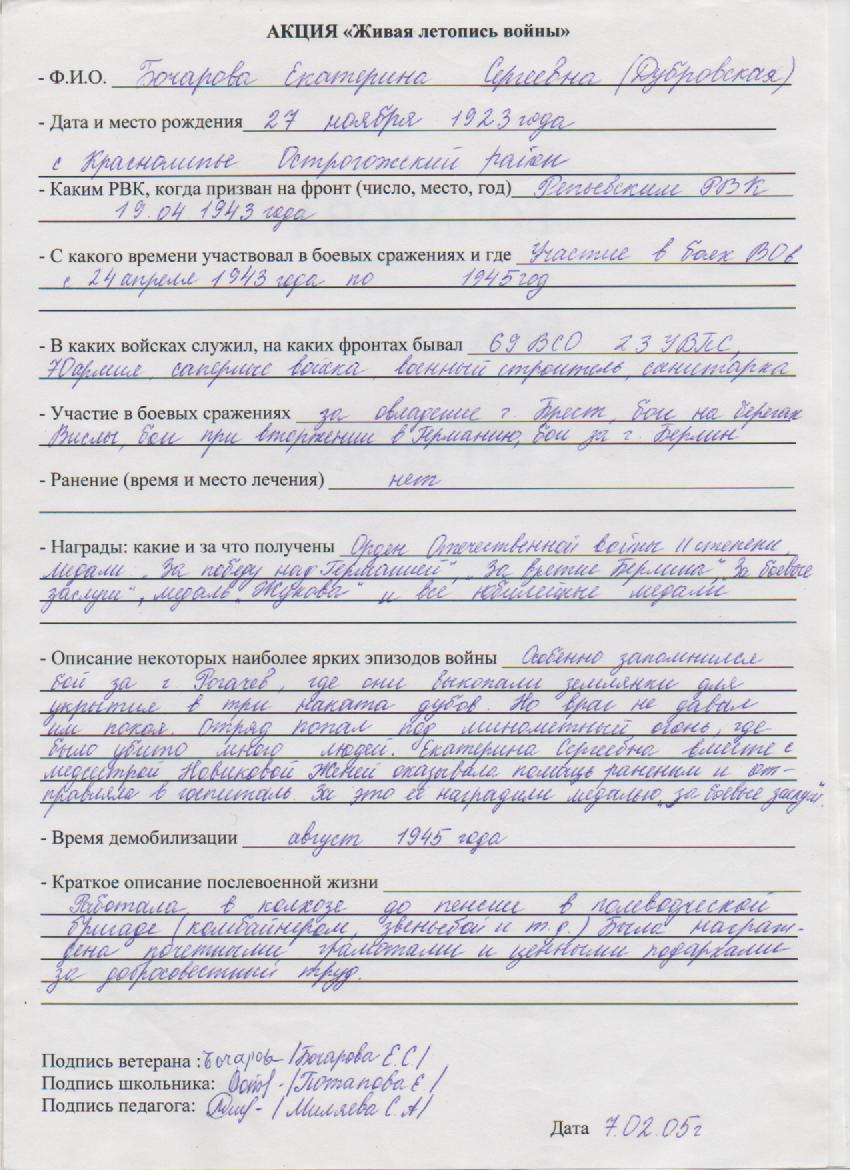 АКЦИЯ «Живая летопись войны»
- Ф.И.О. Бочарова Екатерина Сергеевна (Дубровская)
- Дата и место рождения 27 ноября 1923 года
с Краснолипье Острогожский район
- Каким РВК, когда призван на фронт (число, место, год) Репьевским РВК
19.04 1943 года
- С какого времени участвовал в боевых сражениях и где Участие в боях ВОв
с 24 апреля 1943 года по 1945 год
- В каких войсках служил, на каких фронтах бывал 69 ВСО 23 УВПС,
70 армия, саперные войска, военный строитель, санитарка
- Участие в боевых сражениях за овладение г. Брест, бои на берегах
Вислы, бои при вторжении в Германию, бои за г. Берлин
- Ранение (время и место лечения) нет
- Награды: какие и за что получены Орден Отечественной войны II степени,
медали „За победу над Германией", „За взятие Берлина" „За боевые
заслуги", медаль „Жукова" и все юбилейные медали
- Описание некоторых наиболее ярких эпизодов войны Особенно запомнился
бой за г Рогачев, где они выкопали землянки для
укрытия в три наката дубов. Но враг не давал
им покоя. Отряд попал под минометный огонь, где
было убито много людей. Екатерина Сергеевна вместе с
медсестрой Новиковой Женей оказывала помощь раненым и от-
правляла в госпиталь. За это её наградили медалью „за боевые заслуги".
- Время демобилизации август 1945 года
- Краткое описание послевоенной жизни
Работала в колхозе до пенсии в полеводческой
бригаде (комбайнером, звеньевой и т.д.) Была награж-
дена почетными грамотами и ценными подарками
за добросовестный труд.
Подпись ветерана : Бочарова /Бочарова Е.С/
Подпись школьника: /Потапова Е/
Подпись педагога: /Миляева С.А/
Дата 7.02.05г